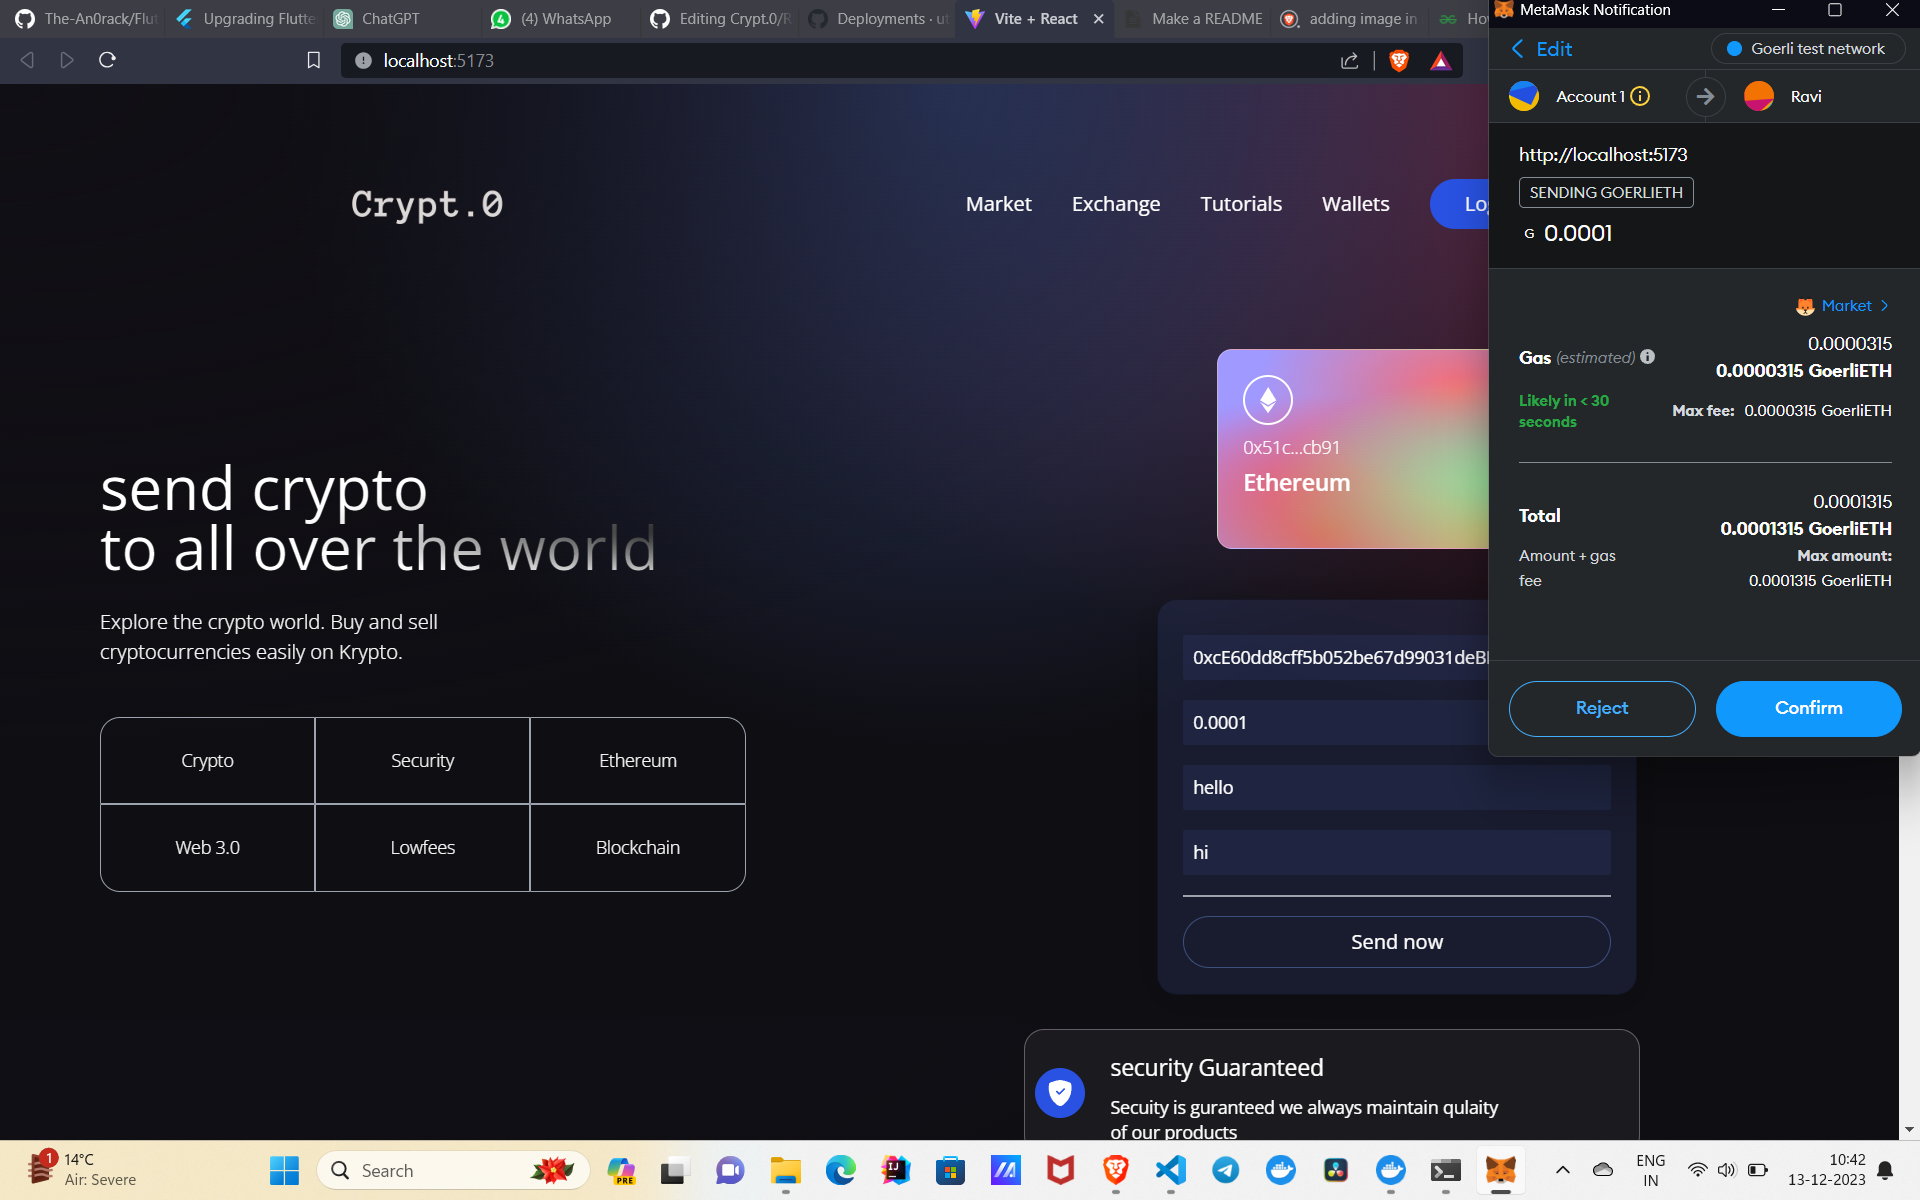 The-An0rack/Flut
Upgrading Flutte
ChatGPT
(4) WhatsApp
Editing Crypt.0/R
Deployments · ut
Vite + React
Make a README
adding image in
Hov
localhost:5173
Crypt.0
Market
Exchange
Tutorials
Wallets
send crypto
to all over the world
Explore the crypto world. Buy and sell
cryptocurrencies easily on Krypto.
Crypto
Security
Ethereum
Web 3.0
Lowfees
Blockchain
0x51c...cb91
Ethereum
0xcE60dd8cff5b052be67d99031deB
0.0001
hello
hi
Send now
security Guaranteed
Secuity is guranteed we always maintain qulaity
of our products
MetaMask Notification
Edit
Goerli test network
Account 1
Ravi
http://localhost:5173
SENDING GOERLIETH
G 0.0001
Market
0.0000315
Gas (estimated)
0.0000315 GoerliETH
Likely in < 30
seconds
Max fee: 0.0000315 GoerliETH
0.0001315
Total
0.0001315 GoerliETH
Amount + gas
fee
Max amount:
0.0001315 GoerliETH
Reject
Confirm
1
14°C
Air: Severe
Search
PRE
ENG
IN
10:42
13-12-2023